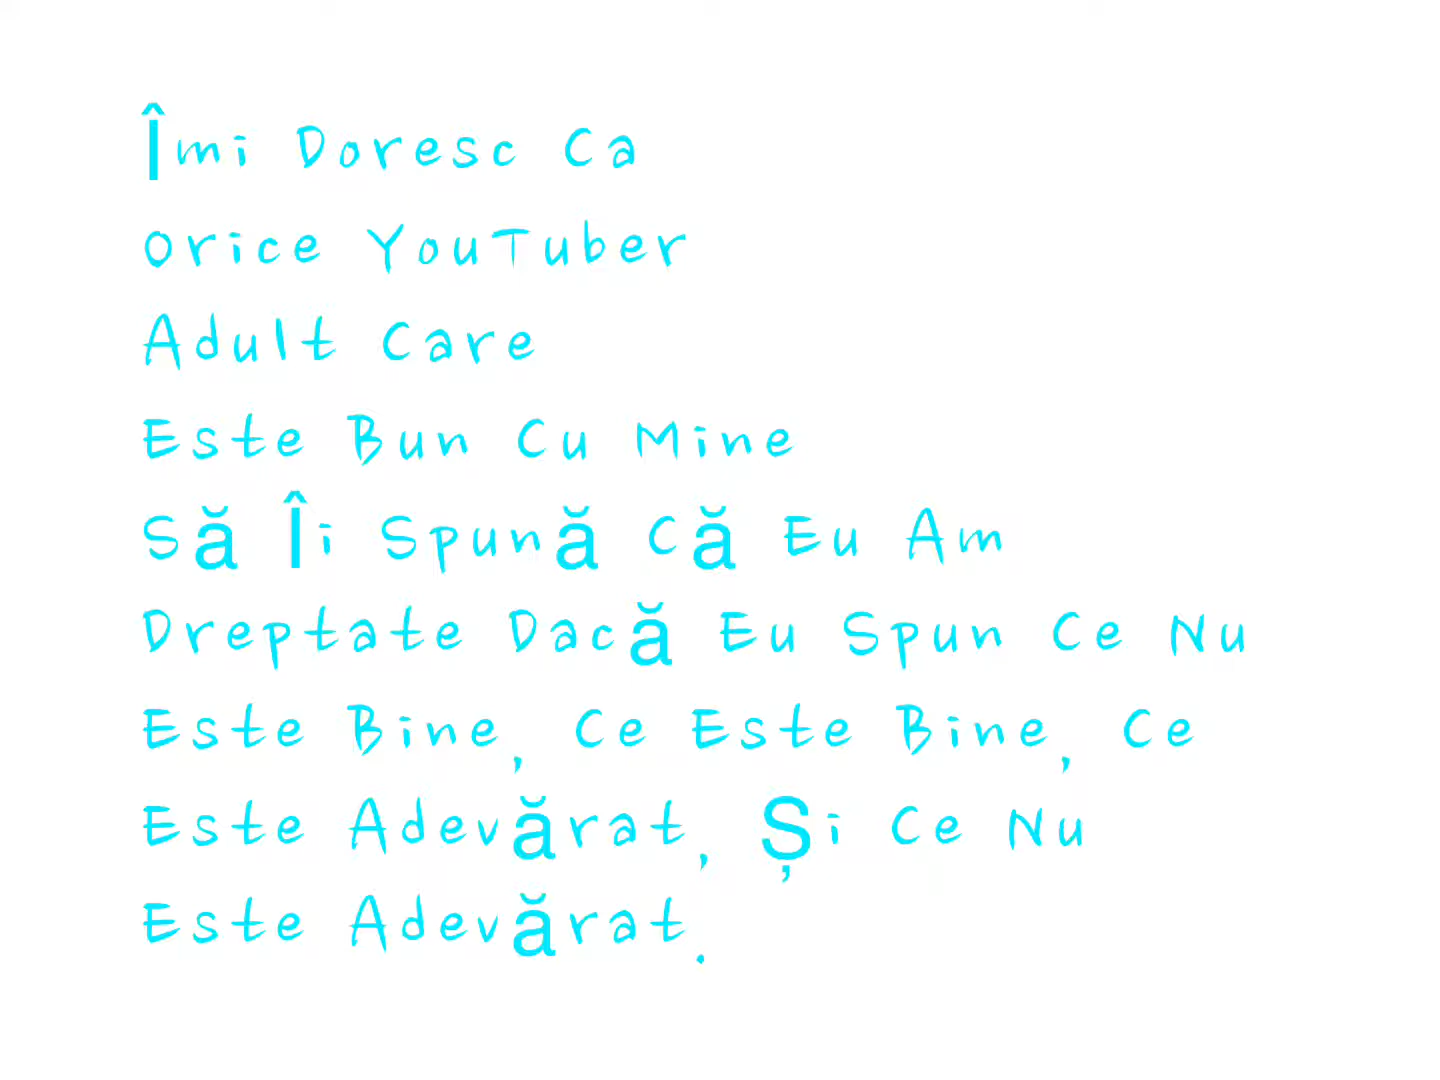 Îmi Doresc Ca
Orice YouTuber
Adult Care
Este Bun Cu Mine
Să Îi Spună Că Eu Am
Dreptate Dacă Eu Spun Ce Nu
Este Bine, Ce Este Bine, Ce
Este Adevărat, Și Ce Nu
Este Adevărat.